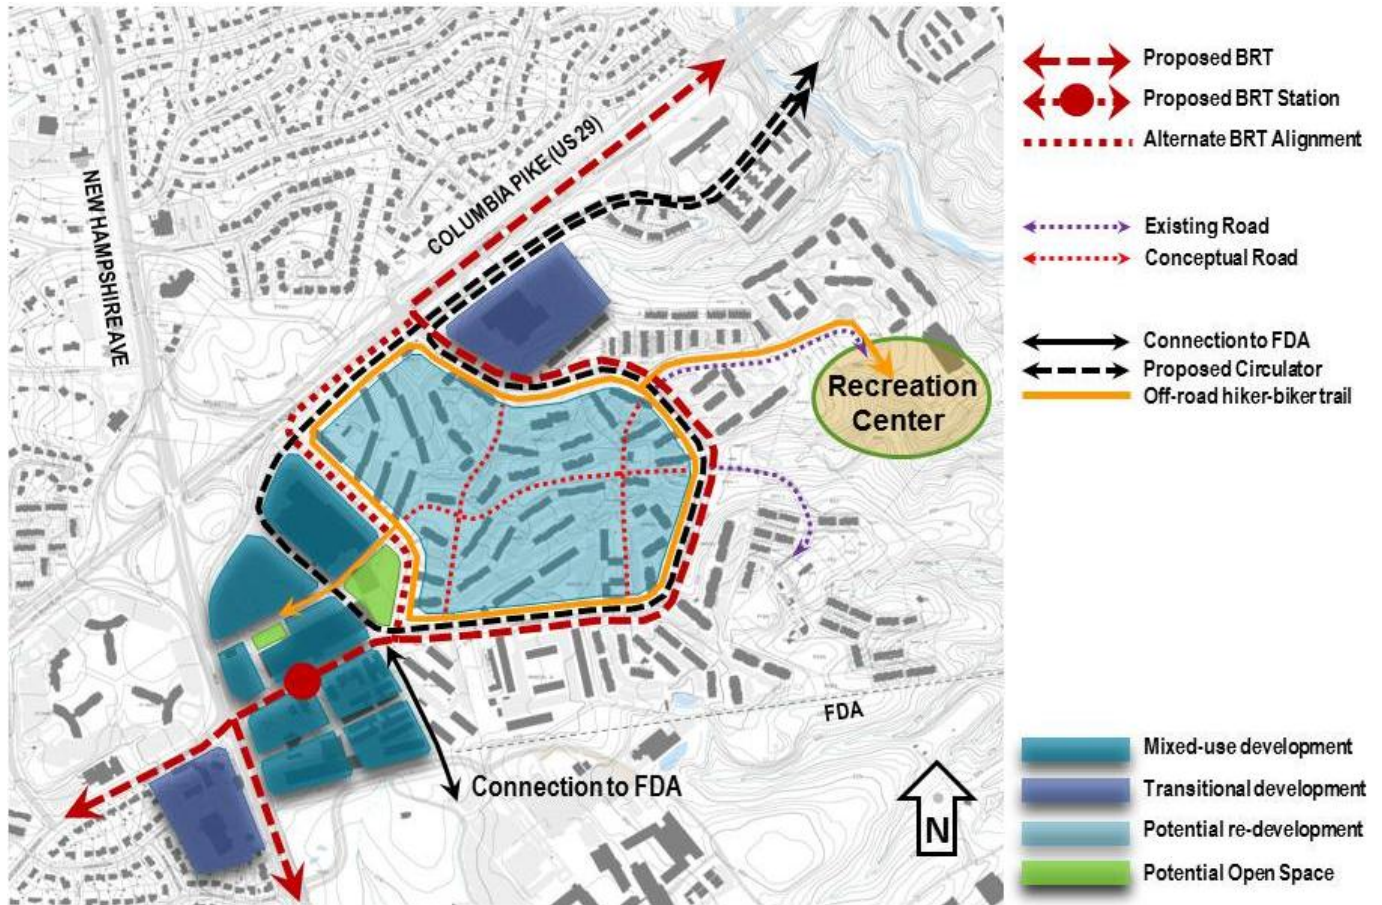 Proposed BRT
Proposed BRT Station
Alternate BRT Alignment
Existing Road
Conceptual Road
Connection to FDA
Proposed Circulator
Off-road hiker-biker trail
Mixed-use development
Transitional development
Potential re-development
Potential Open Space
COLUMBIA PIKE (US 29)
NEW HAMPSHIRE AVE
Recreation
Center
FDA
Connection to FDA
N